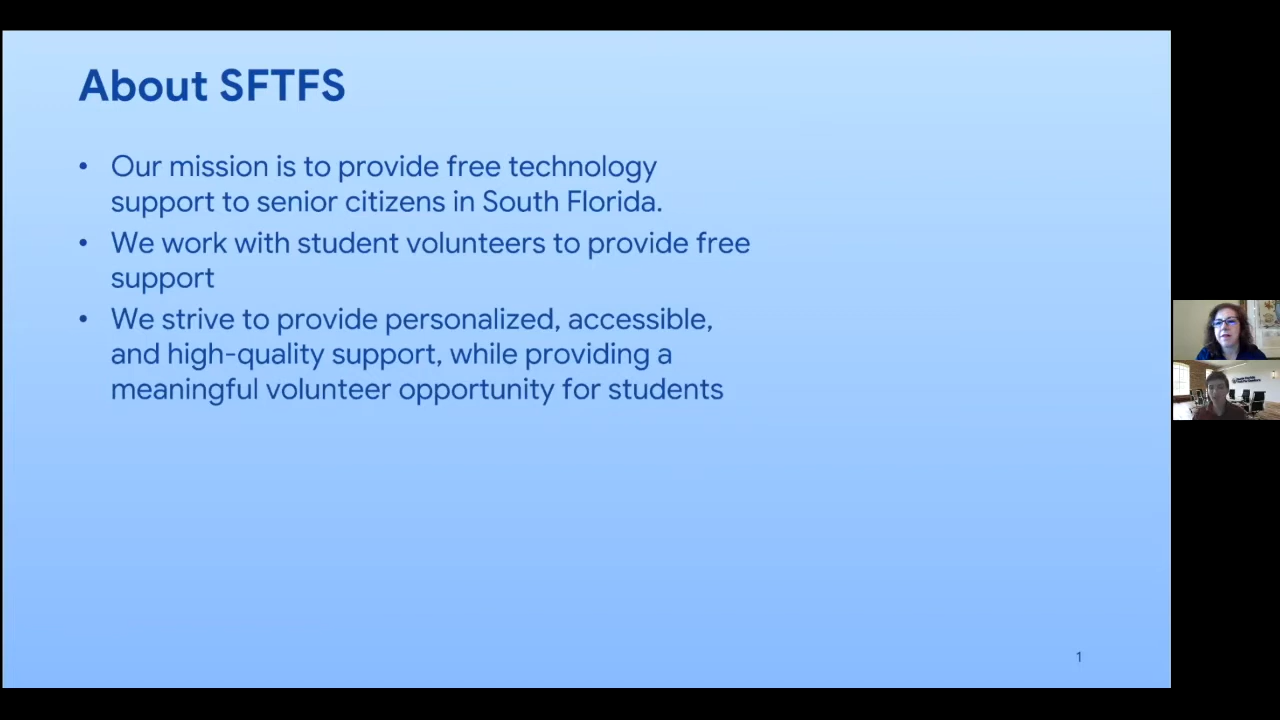 About SFTFS
• Our mission is to provide free technology
support to senior citizens in South Florida.
• We work with student volunteers to provide free
support
• We strive to provide personalized, accessible,
and high-quality support, while providing a
meaningful volunteer opportunity for students
1